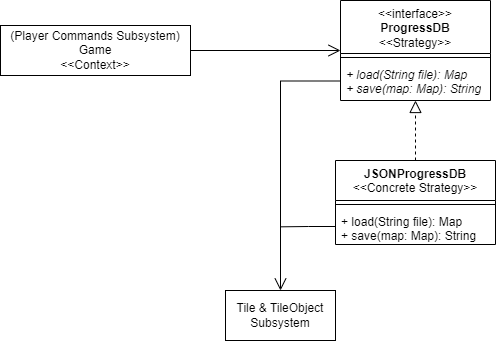 (Player Commands Subsystem)
Game
<<Context>>
<<interface>>
ProgressDB
<<Strategy>>
+ load(String file): Map
+ save(map: Map): String
JSONProgressDB
<<Concrete Strategy>>
+ load(String file): Map
+ save(map: Map): String
Tile & TileObject
Subsystem